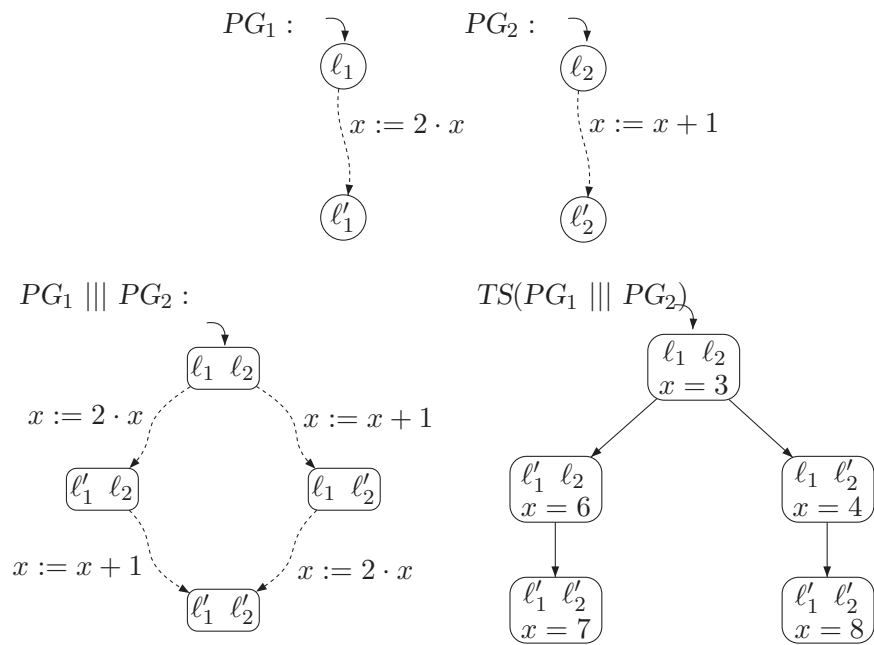 PG₁ :
PG₂ :
ℓ₁
ℓ₂
x := 2 · x
x := x + 1
ℓ′₁
ℓ′₂
PG₁ ||| PG₂ :
TS(PG₁ ||| PG₂)
ℓ₁ ℓ₂
ℓ₁ ℓ₂
x = 3
x := 2 · x
x := x + 1
ℓ′₁ ℓ₂
ℓ₁ ℓ′₂
ℓ′₁ ℓ₂
x = 6
ℓ₁ ℓ′₂
x = 4
x := x + 1
x := 2 · x
ℓ′₁ ℓ′₂
ℓ′₁ ℓ′₂
x = 7
ℓ′₁ ℓ′₂
x = 8